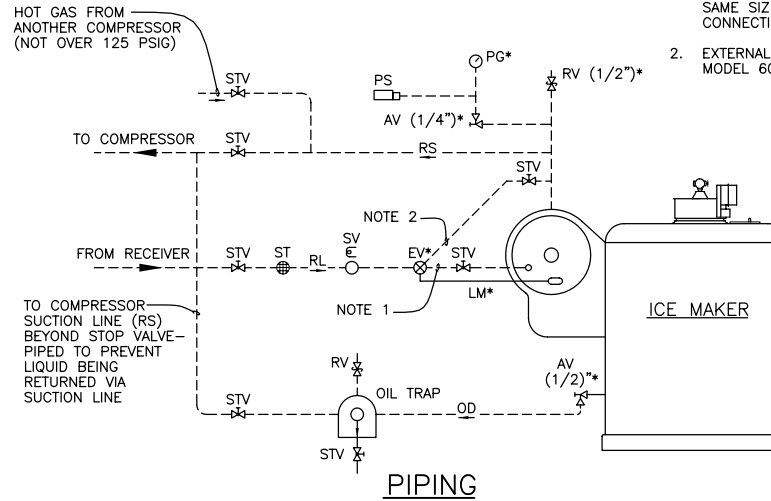 HOT GAS FROM
ANOTHER COMPRESSOR
(NOT OVER 125 PSIG)
SAME SIZ
CONNECTI
2. EXTERNAL
MODEL 60
STV
PS
PG*
RV (1/2")*
AV (1/4")*
TO COMPRESSOR
STV
RS
STV
NOTE 2
FROM RECEIVER
STV
ST
RL
SV
EV*
STV
LM*
NOTE 1
ICE MAKER
TO COMPRESSOR
SUCTION LINE (RS)
BEYOND STOP VALVE-
PIPED TO PREVENT
LIQUID BEING
RETURNED VIA
SUCTION LINE
RV
OIL TRAP
AV
(1/2)"*
STV
OD
STV
PIPING